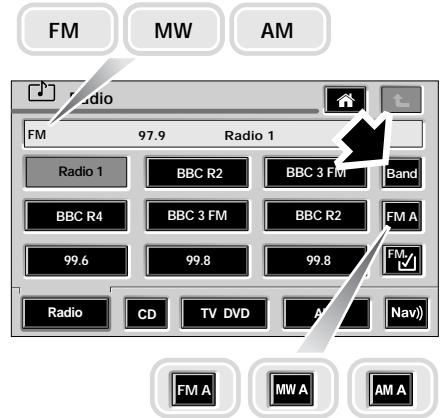 FM MW AM
Radio
FM 97.9 Radio 1
Radio 1 BBC R2 BBC 3 FM Band
BBC R4 BBC 3 FM BBC R2 FM A
99.6 99.8 99.8 FM
Radio CD TV DVD Nav))
FM A MW A AM A